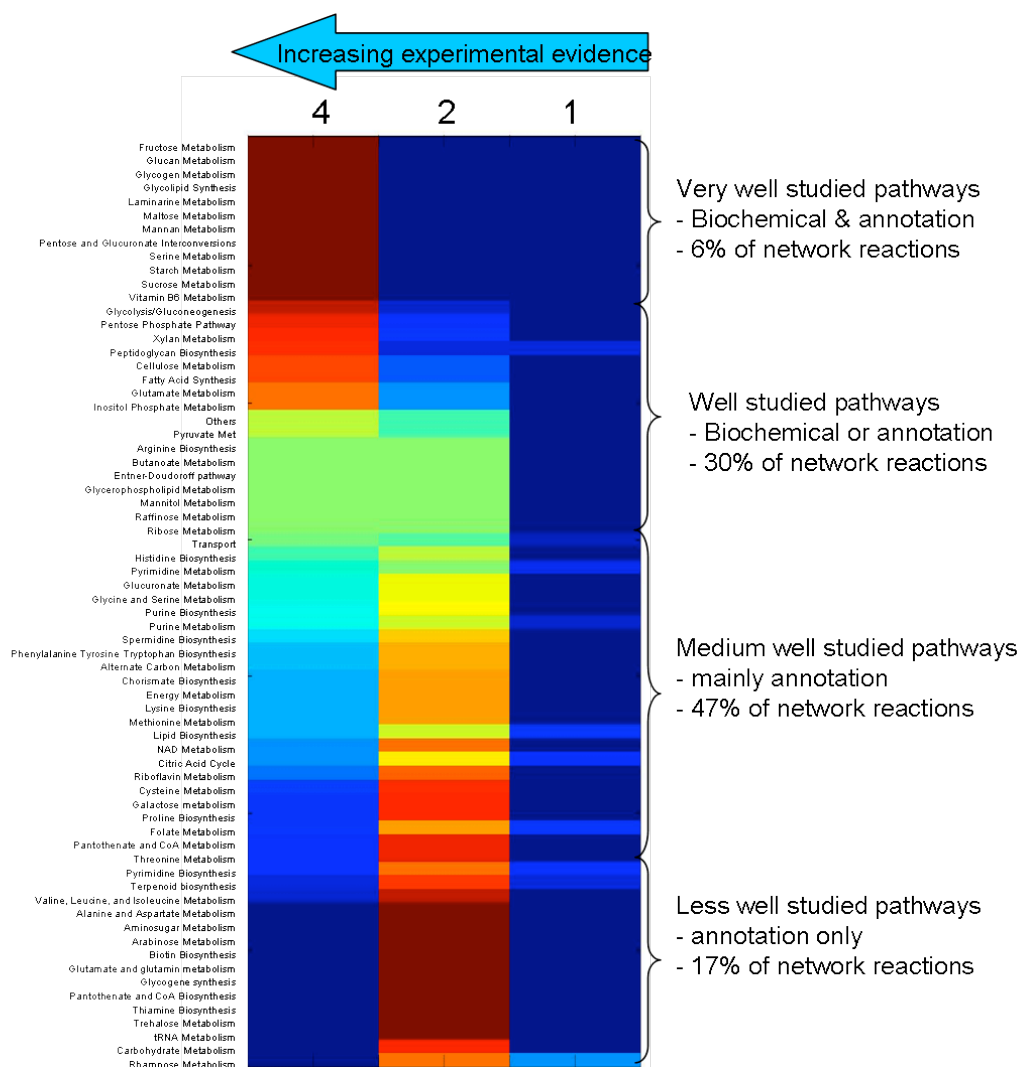 Increasing experimental evidence
4 2 1
Fructose Metabolism
Glucan Metabolism
Glycogen Metabolism
Glycolipid Synthesis
Laminarine Metabolism
Maltose Metabolism
Mannan Metabolism
Pentose and Glucuronate Interconversions
Serine Metabolism
Starch Metabolism
Sucrose Metabolism
Vitamin B6 Metabolism
Glycolysis/Gluconeogenesis
Pentose Phosphate Pathway
Xylan Metabolism
Peptidoglycan Biosynthesis
Cellulose Metabolism
Fatty Acid Synthesis
Glutamate Metabolism
Inositol Phosphate Metabolism
Others
Pyruvate Met
Arginine Biosynthesis
Butanoate Metabolism
Entner-Doudoroff pathway
Glycerophospholipid Metabolism
Mannitol Metabolism
Raffinose Metabolism
Ribose Metabolism
Transport
Histidine Biosynthesis
Pyrimidine Metabolism
Glucuronate Metabolism
Glycine and Serine Metabolism
Purine Biosynthesis
Purine Metabolism
Spermidine Biosynthesis
Phenylalanine Tyrosine Tryptophan Biosynthesis
Alternate Carbon Metabolism
Chorismate Biosynthesis
Energy Metabolism
Lysine Biosynthesis
Methionine Metabolism
Lipid Biosynthesis
NAD Metabolism
Citric Acid Cycle
Riboflavin Metabolism
Cysteine Metabolism
Galactose metabolism
Proline Biosynthesis
Folate Metabolism
Pantothenate and CoA Metabolism
Threonine Metabolism
Pyrimidine Biosynthesis
Terpenoid biosynthesis
Valine, Leucine, and Isoleucine Metabolism
Alanine and Aspartate Metabolism
Aminosugar Metabolism
Arabinose Metabolism
Biotin Biosynthesis
Glutamate and glutamin metabolism
Glycogene synthesis
Pantothenate and CoA Biosynthesis
Thiamine Biosynthesis
Trehalose Metabolism
tRNA Metabolism
Carbohydrate Metabolism
Rhamnose Metabolism
Very well studied pathways
- Biochemical & annotation
- 6% of network reactions
Well studied pathways
- Biochemical or annotation
- 30% of network reactions
Medium well studied pathways
- mainly annotation
- 47% of network reactions
Less well studied pathways
- annotation only
- 17% of network reactions